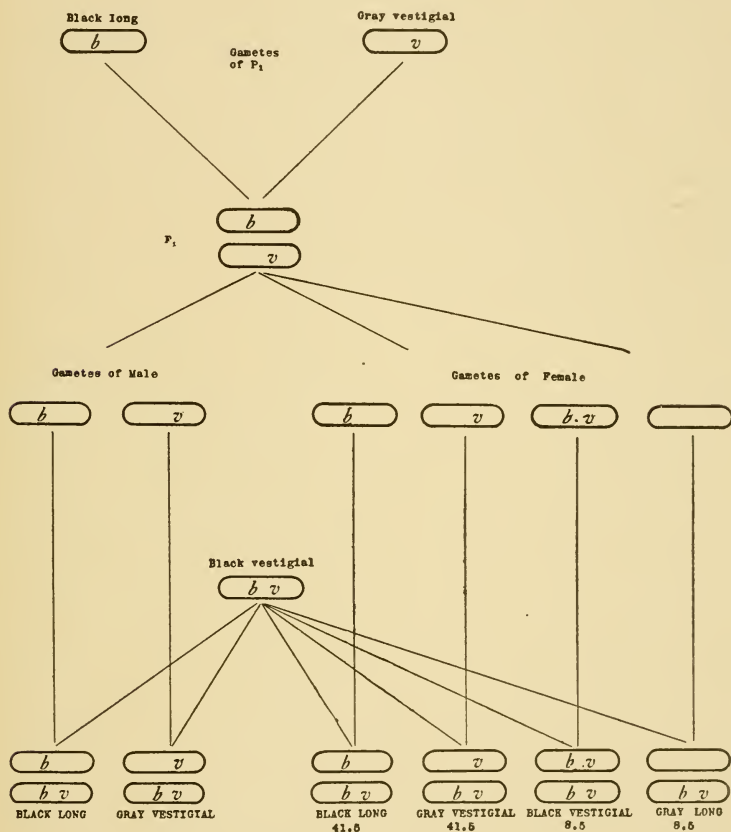 Black long Gray vestigial
b v
Gametes
of P₁
b
F₁
v
Gametes of Male Gametes of Female
b v b v b.v
Black vestigial
b v
b v b v b.v
b v b v b v b v b v b v
BLACK LONG GRAY VESTIGIAL BLACK LONG GRAY VESTIGIAL BLACK VESTIGIAL GRAY LONG
41.5 41.5 8.5 8.5